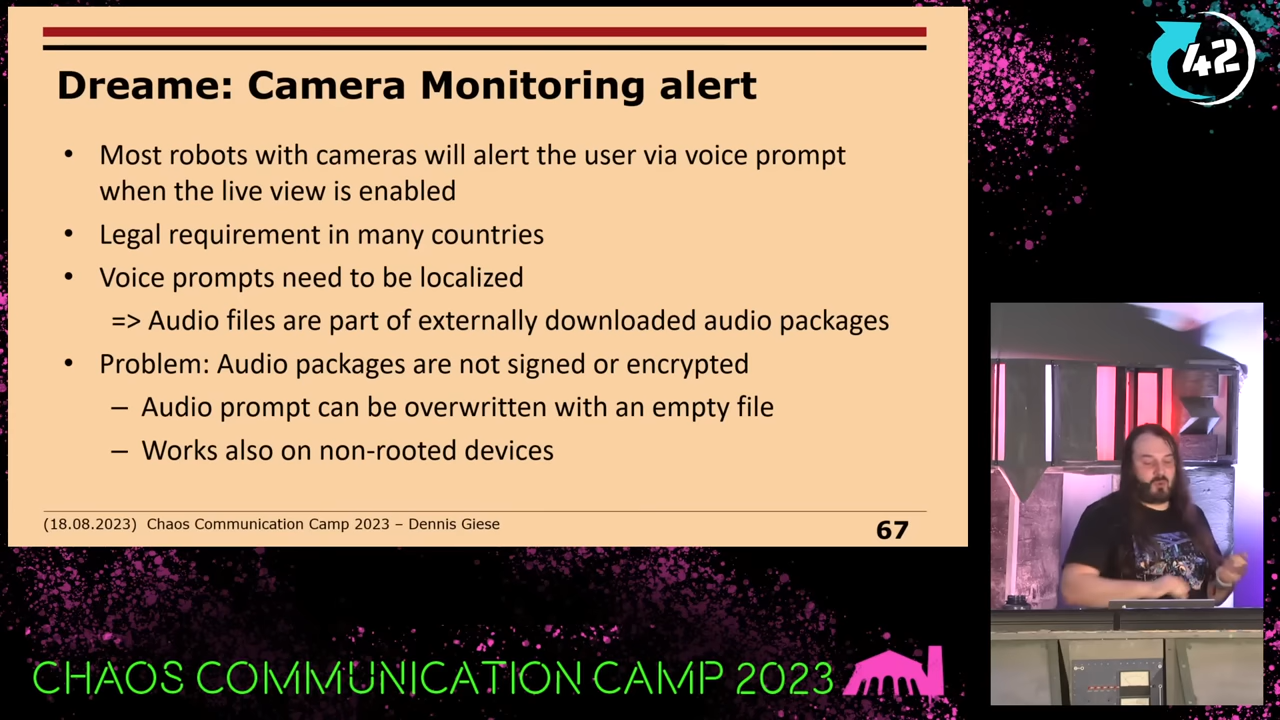 42
Dreame: Camera Monitoring alert
• Most robots with cameras will alert the user via voice prompt
when the live view is enabled
• Legal requirement in many countries
• Voice prompts need to be localized
=> Audio files are part of externally downloaded audio packages
• Problem: Audio packages are not signed or encrypted
– Audio prompt can be overwritten with an empty file
– Works also on non-rooted devices
(18.08.2023) Chaos Communication Camp 2023 – Dennis Giese
67
CHAOS COMMUNICATION CAMP 2023